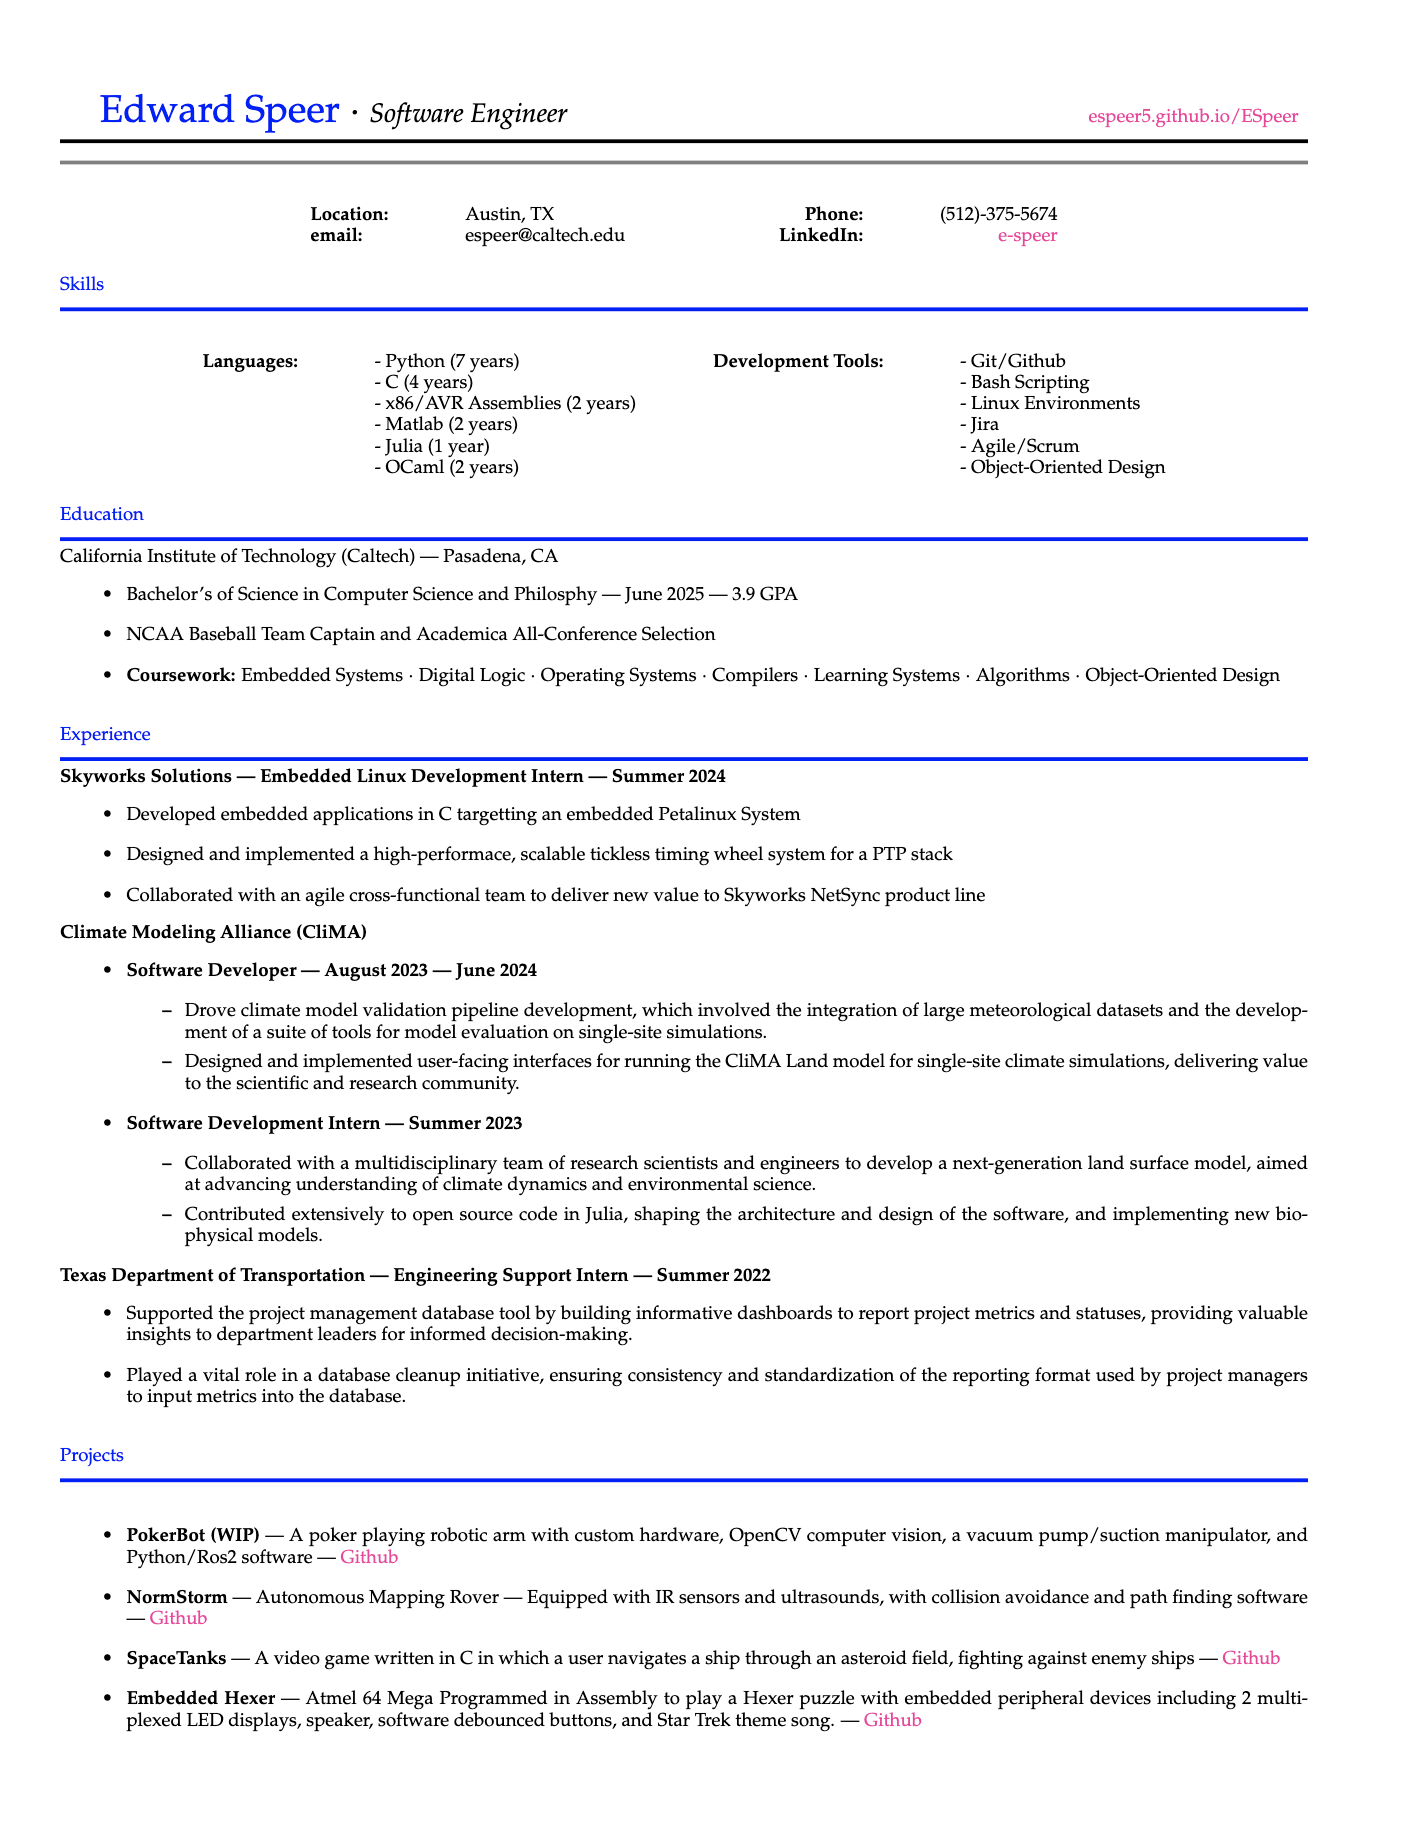 Edward Speer · Software Engineer espeer5.github.io/ESpeer
Location: Austin, TX Phone: (512)-375-5674
email: espeer@caltech.edu LinkedIn: e-speer
Skills
Languages: - Python (7 years) Development Tools: - Git/Github
- C (4 years) - Bash Scripting
- x86/AVR Assemblies (2 years) - Linux Environments
- Matlab (2 years) - Jira
- Julia (1 year) - Agile/Scrum
- OCaml (2 years) - Object-Oriented Design
Education
California Institute of Technology (Caltech) — Pasadena, CA
• Bachelor's of Science in Computer Science and Philosphy — June 2025 — 3.9 GPA
• NCAA Baseball Team Captain and Academica All-Conference Selection
• Coursework: Embedded Systems · Digital Logic · Operating Systems · Compilers · Learning Systems · Algorithms · Object-Oriented Design
Experience
Skyworks Solutions — Embedded Linux Development Intern — Summer 2024
• Developed embedded applications in C targetting an embedded Petalinux System
• Designed and implemented a high-performace, scalable tickless timing wheel system for a PTP stack
• Collaborated with an agile cross-functional team to deliver new value to Skyworks NetSync product line
Climate Modeling Alliance (CliMA)
• Software Developer — August 2023 — June 2024
– Drove climate model validation pipeline development, which involved the integration of large meteorological datasets and the develop-
ment of a suite of tools for model evaluation on single-site simulations.
– Designed and implemented user-facing interfaces for running the CliMA Land model for single-site climate simulations, delivering value
to the scientific and research community.
• Software Development Intern — Summer 2023
– Collaborated with a multidisciplinary team of research scientists and engineers to develop a next-generation land surface model, aimed
at advancing understanding of climate dynamics and environmental science.
– Contributed extensively to open source code in Julia, shaping the architecture and design of the software, and implementing new bio-
physical models.
Texas Department of Transportation — Engineering Support Intern — Summer 2022
• Supported the project management database tool by building informative dashboards to report project metrics and statuses, providing valuable
insights to department leaders for informed decision-making.
• Played a vital role in a database cleanup initiative, ensuring consistency and standardization of the reporting format used by project managers
to input metrics into the database.
Projects
• PokerBot (WIP) — A poker playing robotic arm with custom hardware, OpenCV computer vision, a vacuum pump/suction manipulator, and
Python/Ros2 software — Github
• NormStorm — Autonomous Mapping Rover — Equipped with IR sensors and ultrasounds, with collision avoidance and path finding software
— Github
• SpaceTanks — A video game written in C in which a user navigates a ship through an asteroid field, fighting against enemy ships — Github
• Embedded Hexer — Atmel 64 Mega Programmed in Assembly to play a Hexer puzzle with embedded peripheral devices including 2 multi-
plexed LED displays, speaker, software debounced buttons, and Star Trek theme song. — Github